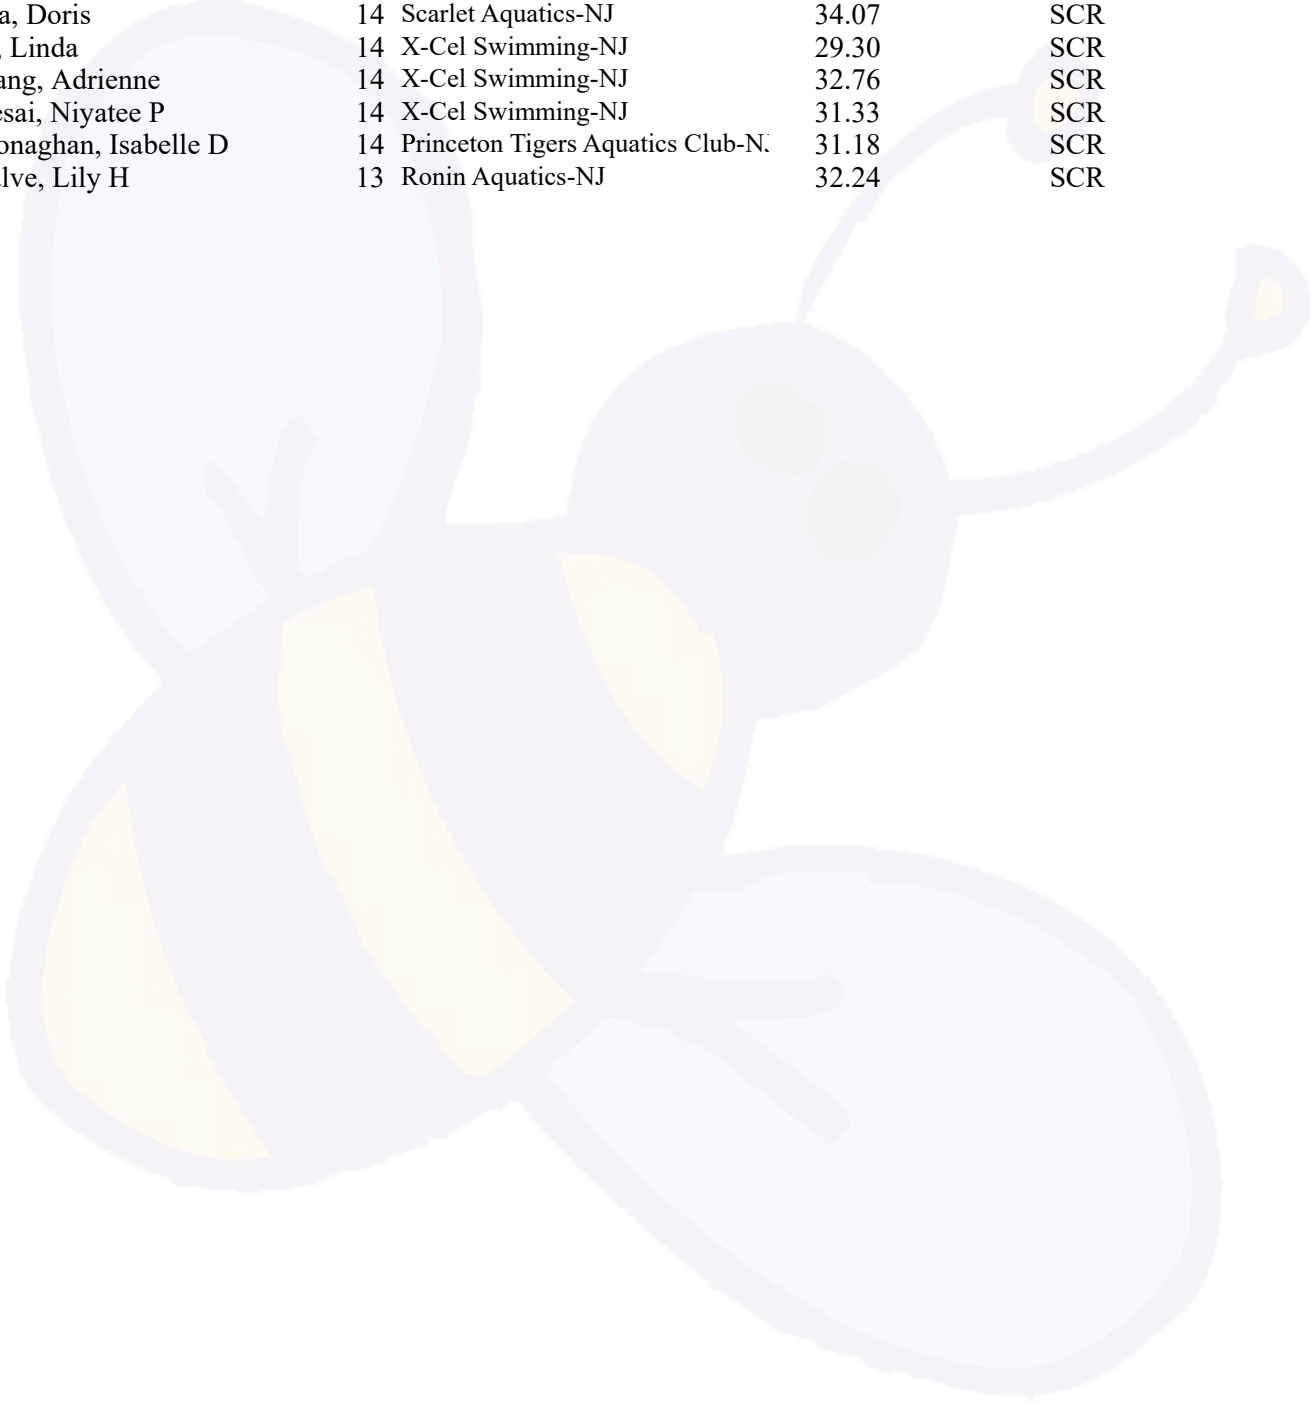 a, Doris 14 Scarlet Aquatics-NJ 34.07 SCR
, Linda 14 X-Cel Swimming-NJ 29.30 SCR
ang, Adrienne 14 X-Cel Swimming-NJ 32.76 SCR
esai, Niyatee P 14 X-Cel Swimming-NJ 31.33 SCR
onaghan, Isabelle D 14 Princeton Tigers Aquatics Club-N 31.18 SCR
alve, Lily H 13 Ronin Aquatics-NJ 32.24 SCR